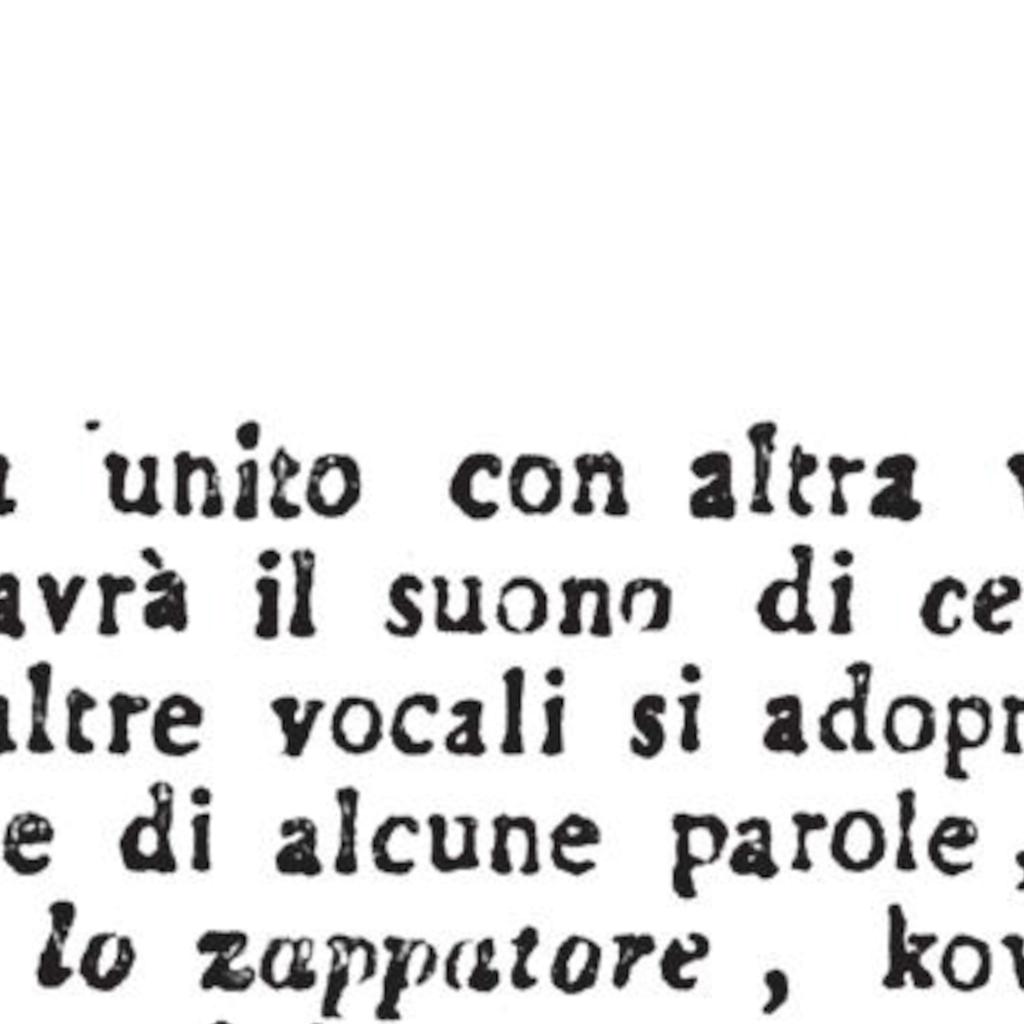 unito con altra
avrà il suono di ce
altre vocali si adopr
e di alcune parole,
lo zappatore, kov